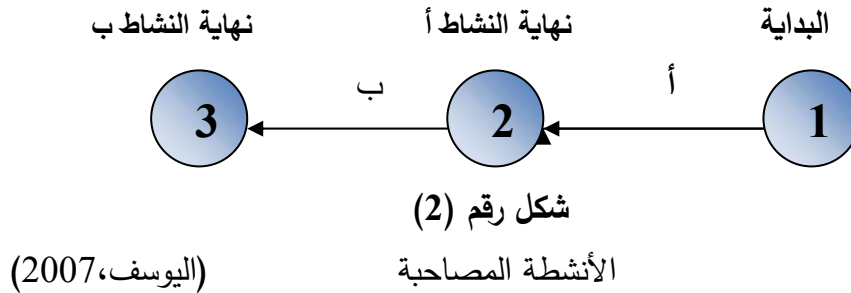 البداية نهاية النشاط أ نهاية النشاط ب
أ ب
1 2 3
شكل رقم (2)
الأنشطة المصاحبة (اليوسف،2007)